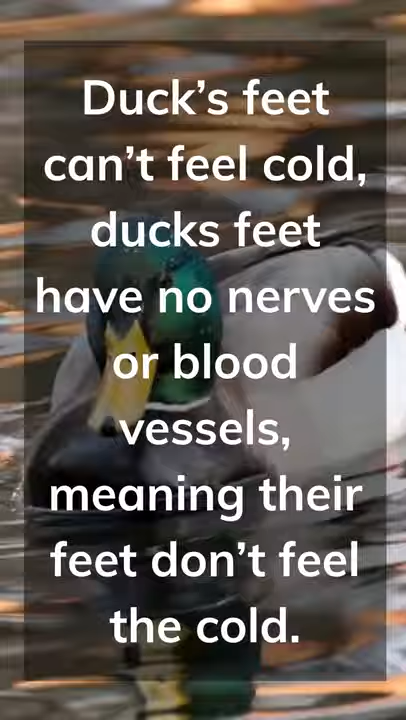 Duck’s feet
can’t feel cold,
ducks feet
have no nerves
or blood
vessels,
meaning their
feet don’t feel
the cold.